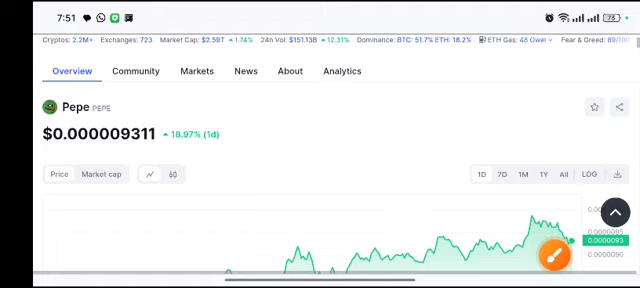 7:51
78
Cryptos: 2.2M+ Exchanges: 723 Market Cap: $2.59T 1.74% 24h Vol: $151.13B 12.31% Dominance: BTC: 51.7% ETH: 18.2% ETH Gas: 48 Gwei Fear & Greed: 89/100
Overview Community Markets News About Analytics
Pepe PEPE
$0.000009311 18.97% (1d)
Price Market cap 1D 7D 1M 1Y All LOG
0.0000095
0.0000093
0.0000090